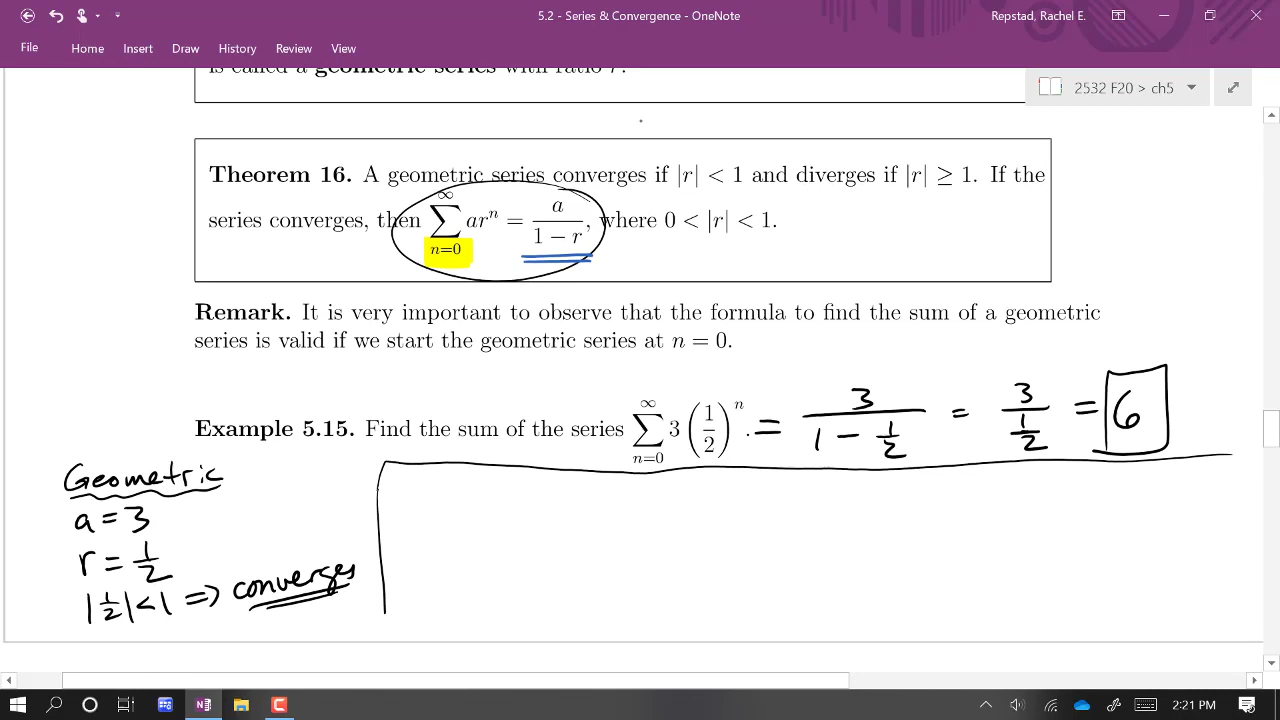 5.2 - Series & Convergence - OneNote
Repstad, Rachel E.
File Home Insert Draw History Review View
is called a geometric series with ratio r.
2532 F20 > ch5
Theorem 16. A geometric series converges if |r| < 1 and diverges if |r| ≥ 1. If the
series converges, then ∑_{n=0}^{∞} ar^n = a/(1 − r), where 0 < |r| < 1.
Remark. It is very important to observe that the formula to find the sum of a geometric
series is valid if we start the geometric series at n = 0.
Example 5.15. Find the sum of the series ∑_{n=0}^{∞} 3(1/2)^n. = 3/(1 − 1/2) = 3/(1/2) = 6
Geometric
a = 3
r = 1/2
|1/2| < 1 ⇒ converges
2:21 PM